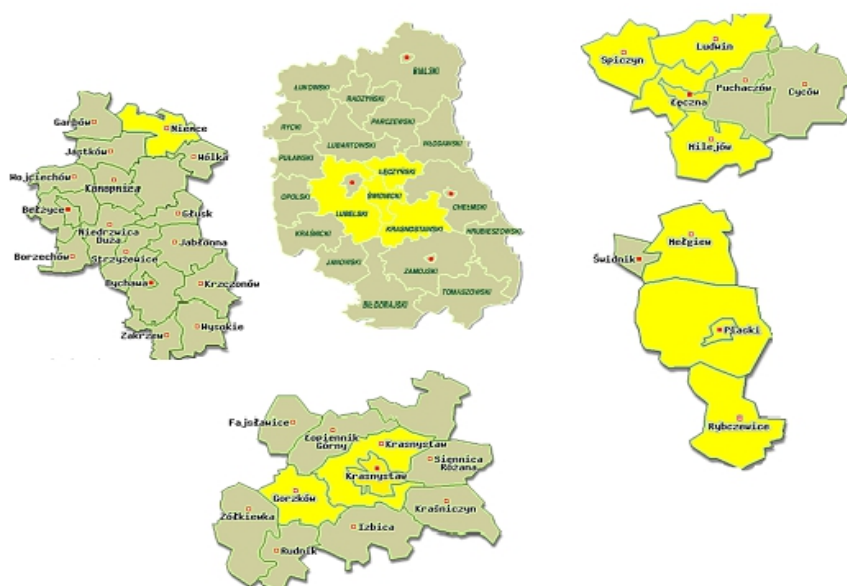 Garbów
Niemce
Jastków
Wólka
Wojciechów
Konopnica
Bełżyce
Głusk
Niedrzwica
Duża
Jabłonna
Borzechów
Strzyżewice
Bychawa
Krzczonów
Wysokie
Zakrzew
BIALSKI
ŁUKOWSKI
RADZYŃSKI
PARCZEWSKI
RYCKI
WŁODAWSKI
LUBARTOWSKI
PUŁAWSKI
ŁĘCZYŃSKI
OPOLSKI
ŚWIDNICKI
CHEŁMSKI
LUBELSKI
KRAŚNICKI
KRASNOSTAWSKI
HRUBIESZOWSKI
JANOWSKI
ZAMOJSKI
TOMASZOWSKI
BIŁGORAJSKI
Ludwin
Spiczyn
Puchaczów
Cyców
Łęczna
Milejów
Mełgiew
Świdnik
Piaski
Rybczewice
Fajsławice
Łopiennik
Górny
Krasnystaw
Siennica
Różana
Krasnystaw
Gorzków
Kraśniczyn
Żółkiewka
Izbica
Rudnik